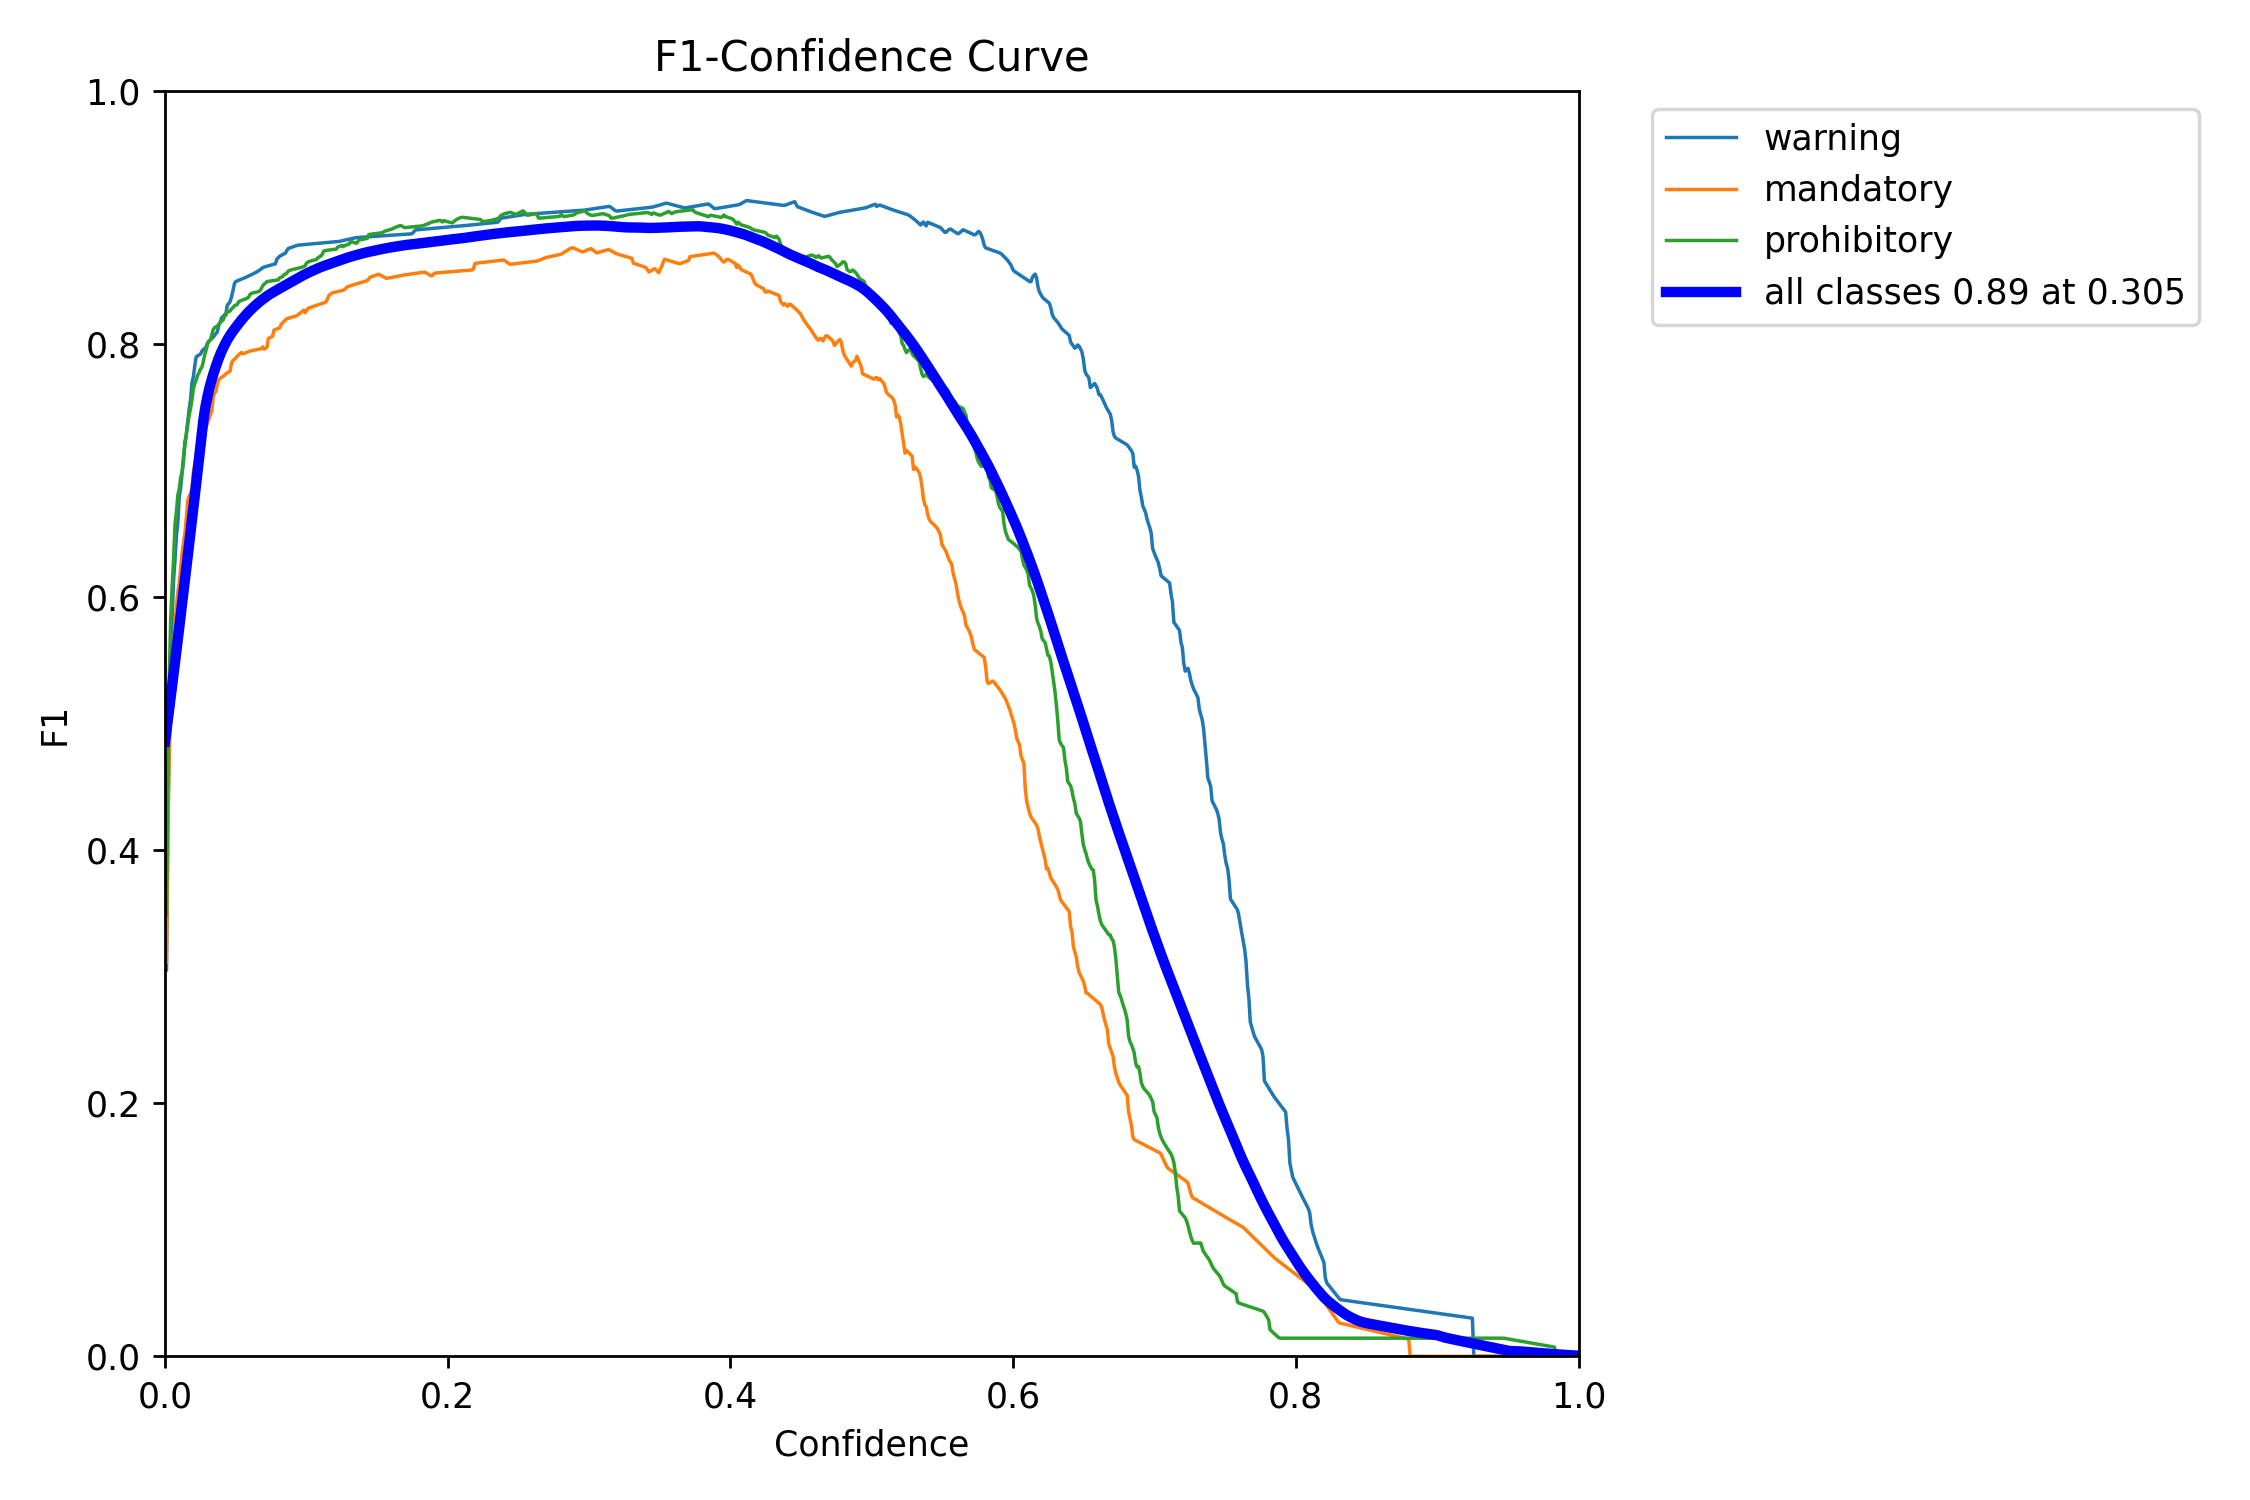 F1-Confidence Curve
1.0
0.8
0.6
0.4
0.2
0.0
F1
0.0 0.2 0.4 0.6 0.8 1.0
Confidence
warning
mandatory
prohibitory
all classes 0.89 at 0.305